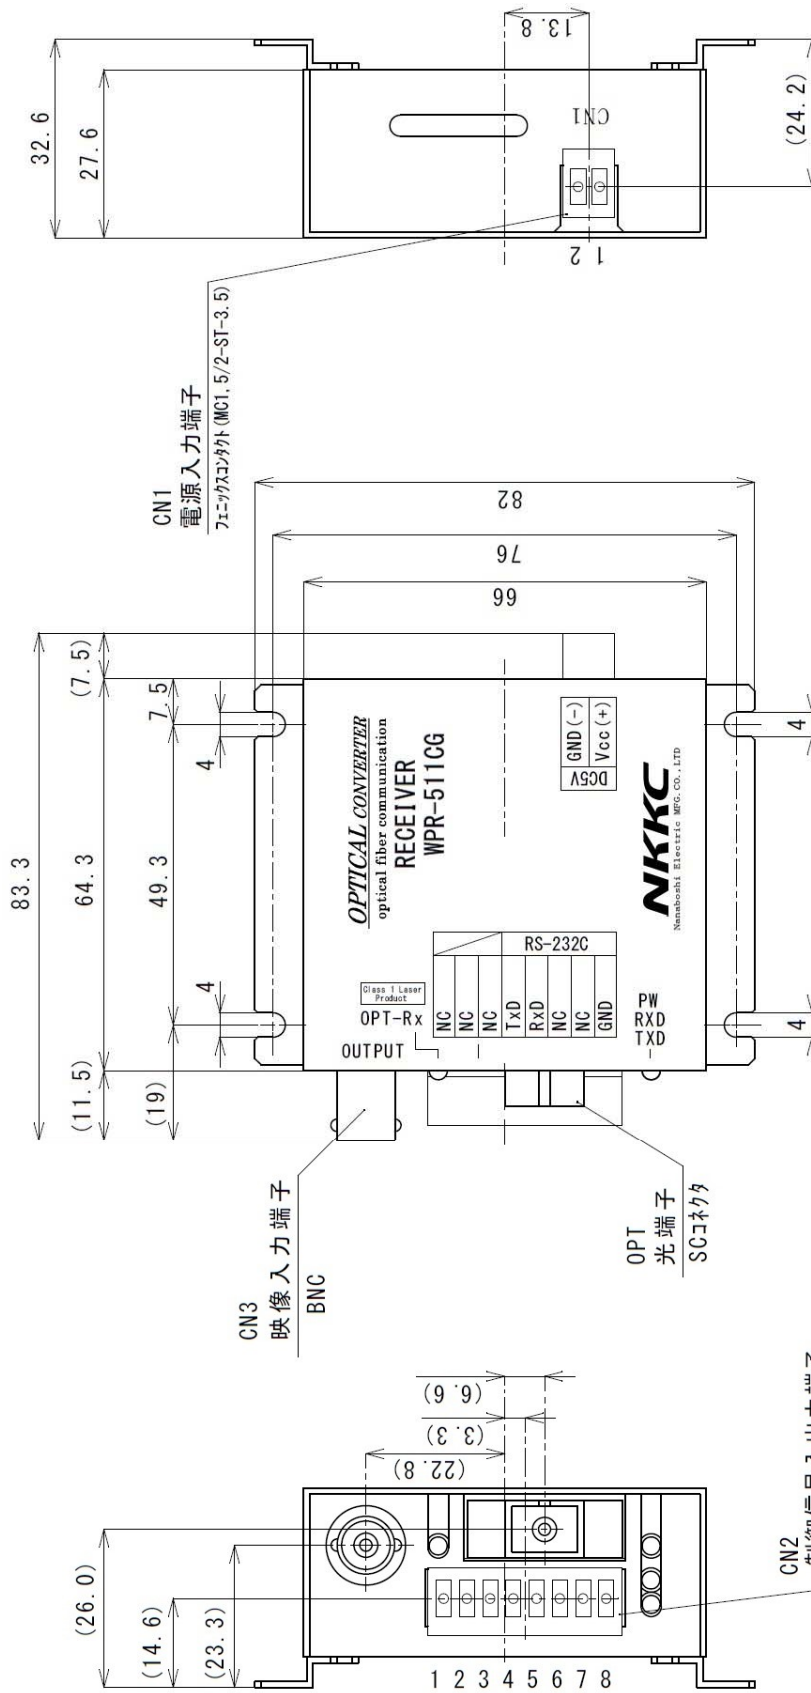 32.6
27.6
13.8
CN1
(24.2)
1 2
CN1
電源入力端子
フェニックスコンタクト(MC1,5/2-ST-3.5)
82
76
66
83.3
(7.5)
64.3
7.5
4
49.3
4
(11.5)
(19)
4
4
OPTICAL CONVERTER
optical fiber communication
RECEIVER
WPR-511CG
DC5V
GND(-)
Vcc(+)
NKKC
Nanaboshi Electric MFG. CO., LTD
Class 1 Laser
Product
OPT-Rx
OUTPUT
NC
NC
NC
TxD
RxD
NC
NC
GND
RS-232C
PW
RXD
TXD
CN3
映像入力端子
BNC
OPT
光端子
SCコネクタ
(6.6)
(3.3)
(22.8)
(26.0)
(14.6)
(23.3)
1 2 3 4 5 6 7 8
CN2